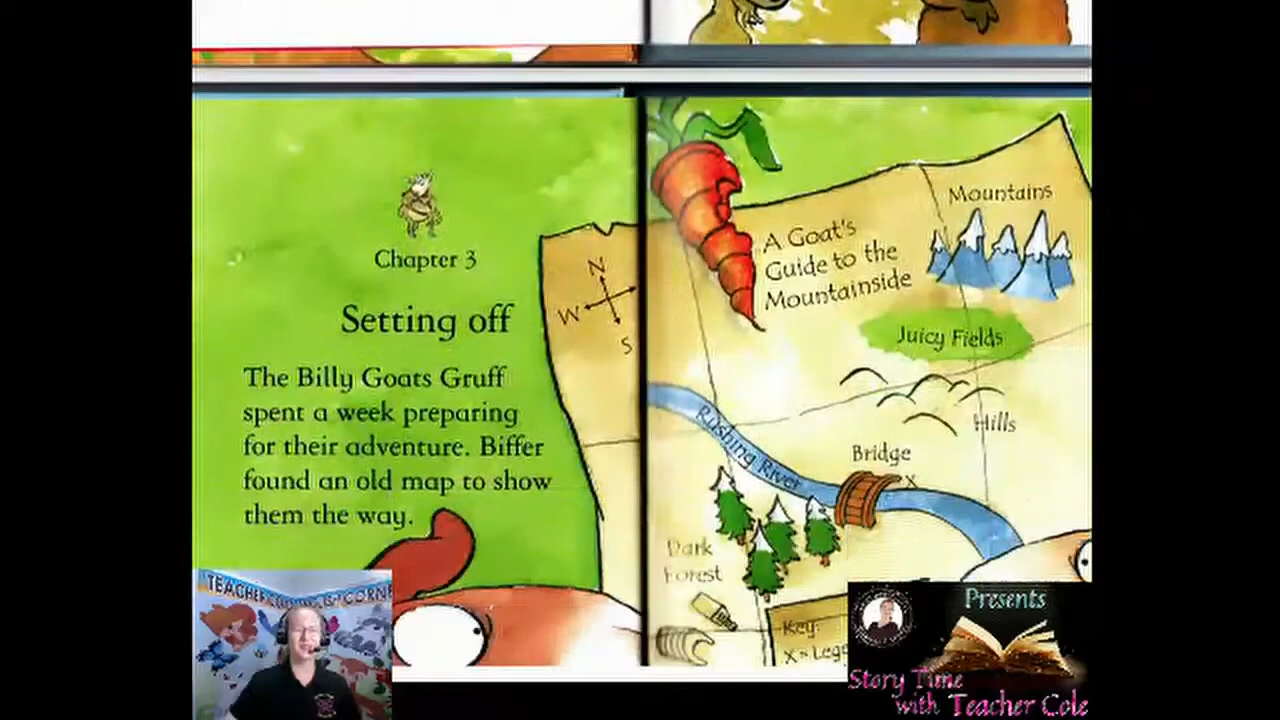 Chapter 3
Setting off
The Billy Goats Gruff
spent a week preparing
for their adventure. Biffer
found an old map to show
them the way.
N
W
S
A Goat's
Guide to the
Mountainside
Mountains
Juicy Fields
Hills
Rushing River
Bridge
X
Dark
Forest
Key:
X = Lege
TEACHER
CORNE
Presents
Story Time
with Teacher Cole